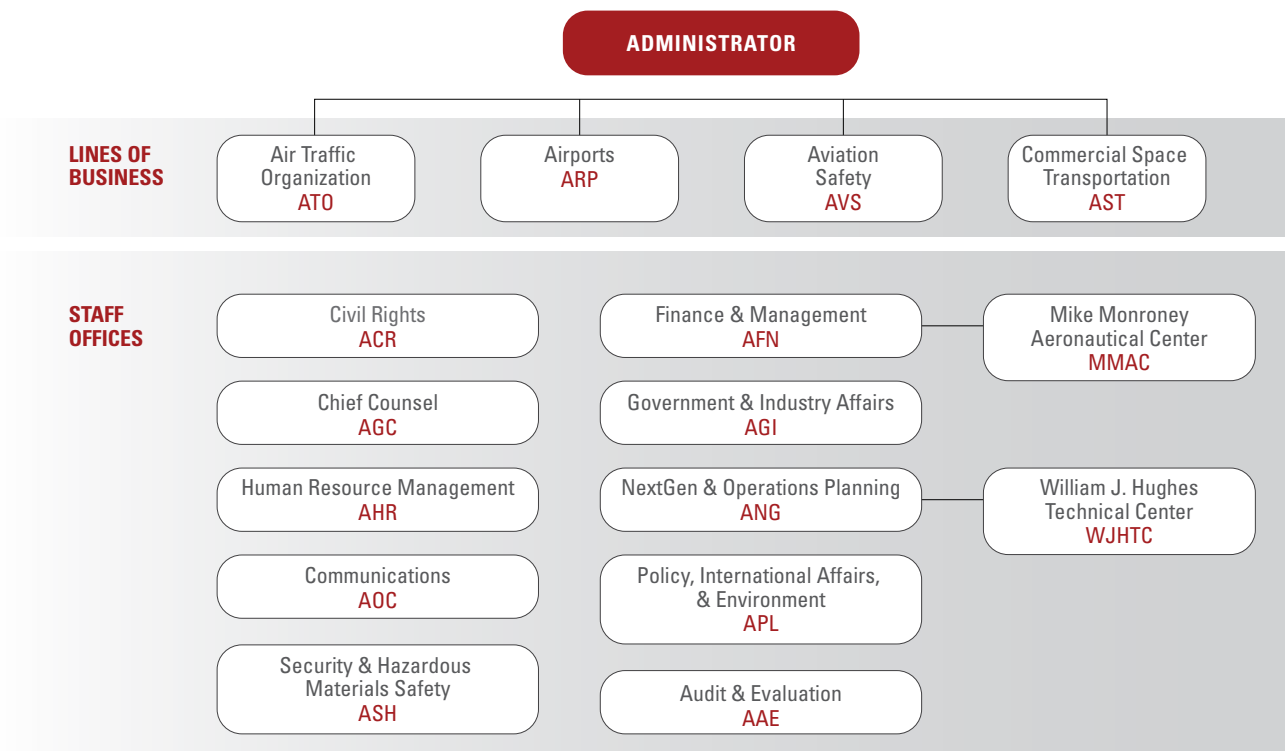 ADMINISTRATOR
LINES OF
BUSINESS
Air Traffic
Organization
ATO
Airports
ARP
Aviation
Safety
AVS
Commercial Space
Transportation
AST
STAFF
OFFICES
Civil Rights
ACR
Finance & Management
AFN
Mike Monroney
Aeronautical Center
MMAC
Chief Counsel
AGC
Government & Industry Affairs
AGI
Human Resource Management
AHR
NextGen & Operations Planning
ANG
William J. Hughes
Technical Center
WJHTC
Communications
AOC
Policy, International Affairs,
& Environment
APL
Security & Hazardous
Materials Safety
ASH
Audit & Evaluation
AAE